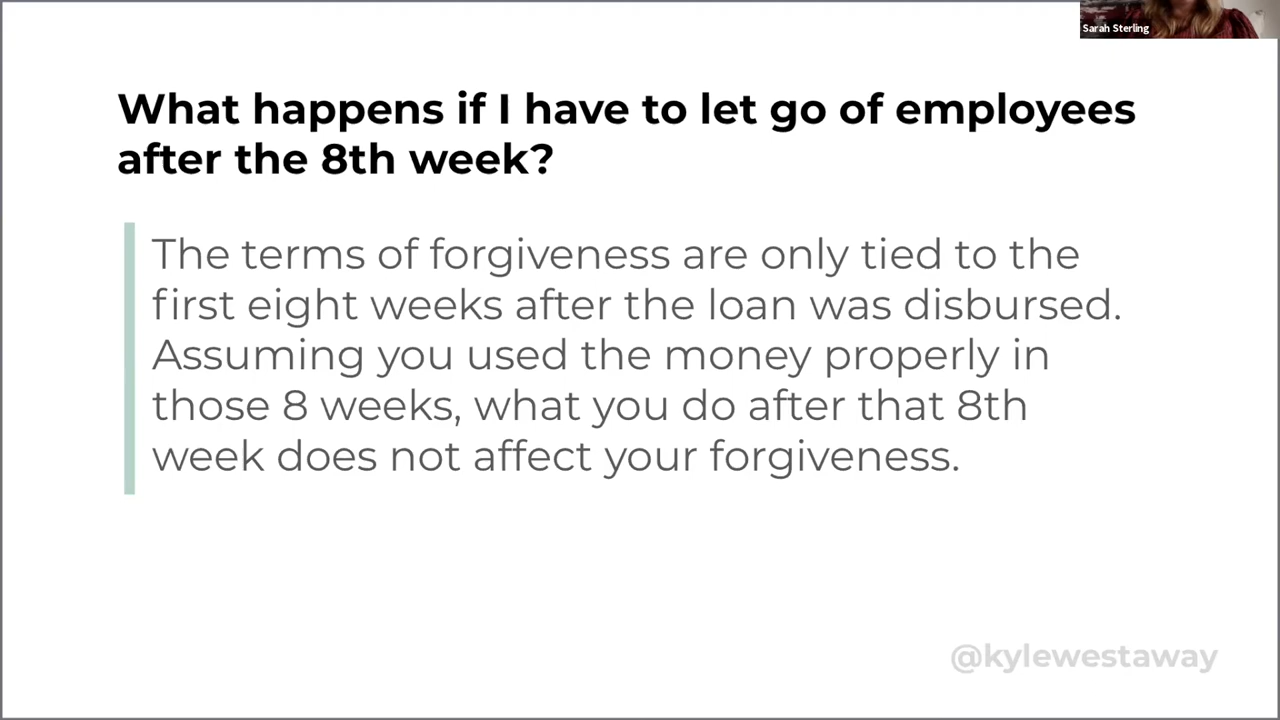 Sarah Sterling
What happens if I have to let go of employees
after the 8th week?
The terms of forgiveness are only tied to the
first eight weeks after the loan was disbursed.
Assuming you used the money properly in
those 8 weeks, what you do after that 8th
week does not affect your forgiveness.
@kylewestaway